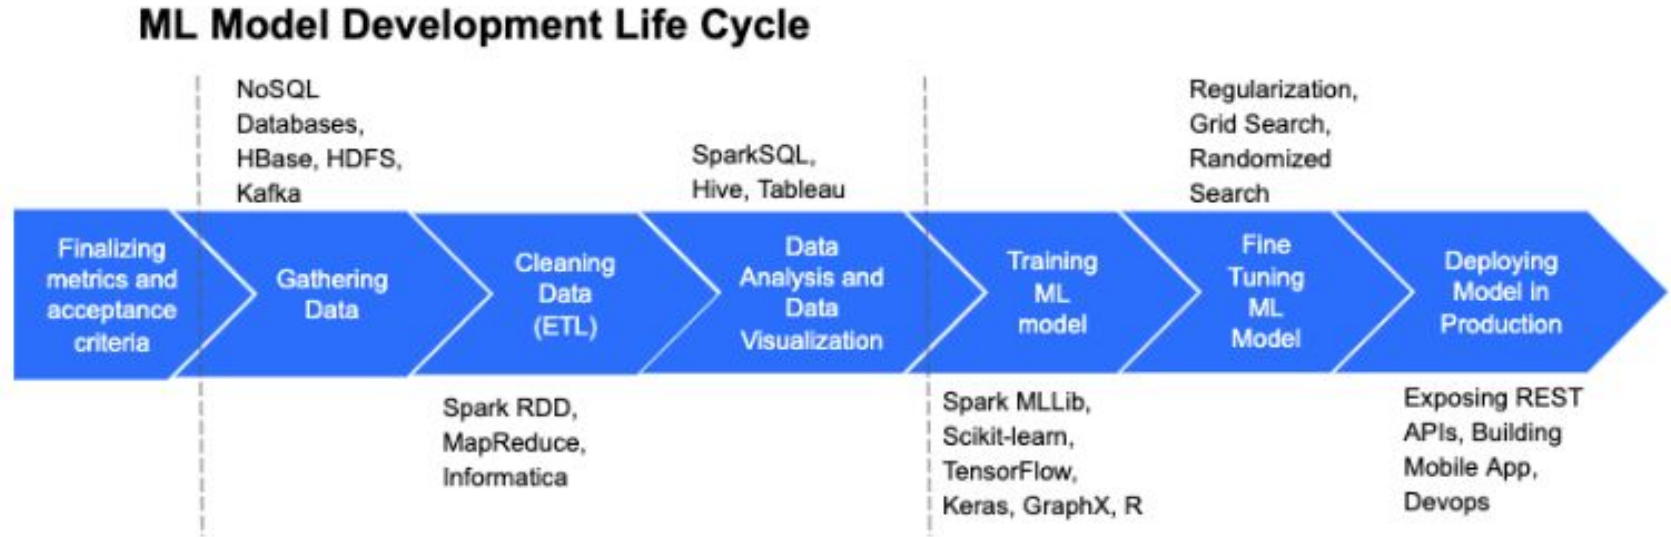 ML Model Development Life Cycle
NoSQL
Databases,
HBase, HDFS,
Kafka
SparkSQL,
Hive, Tableau
Regularization,
Grid Search,
Randomized
Search
Finalizing
metrics and
acceptance
criteria
Gathering
Data
Cleaning
Data
(ETL)
Data
Analysis and
Data
Visualization
Training
ML
model
Fine
Tuning
ML
Model
Deploying
Model in
Production
Spark RDD,
MapReduce,
Informatica
Spark MLLib,
Scikit-learn,
TensorFlow,
Keras, GraphX, R
Exposing REST
APIs, Building
Mobile App,
Devops